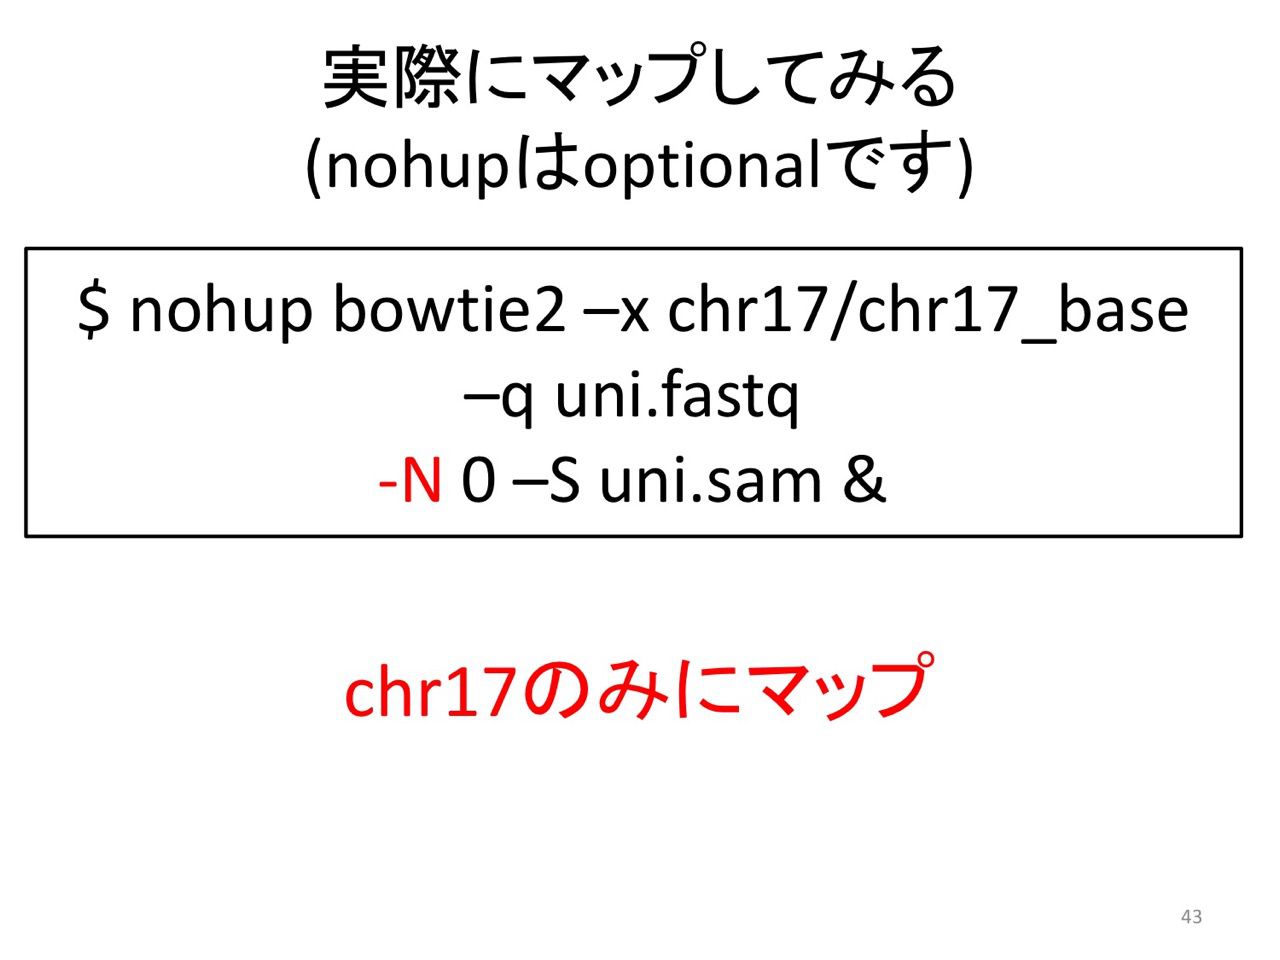 実際にマップしてみる
(nohupはoptionalです)
$ nohup bowtie2 –x chr17/chr17_base
–q uni.fastq
-N 0 –S uni.sam &
chr17のみにマップ
43